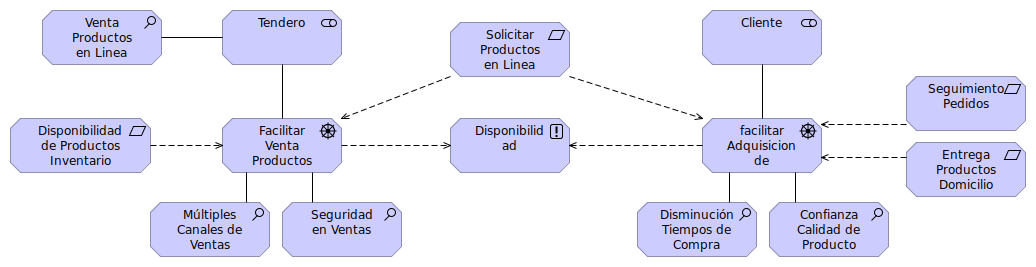 Venta
Productos
en Linea
Tendero
Solicitar
Productos
en Linea
Cliente
Seguimiento
Pedidos
Disponibilidad
de Productos
Inventario
Facilitar
Venta
Productos
Disponibilid
ad
facilitar
Adquisicion
de
Entrega
Productos
Domicilio
Múltiples
Canales de
Ventas
Seguridad
en Ventas
Disminución
Tiempos de
Compra
Confianza
Calidad de
Producto